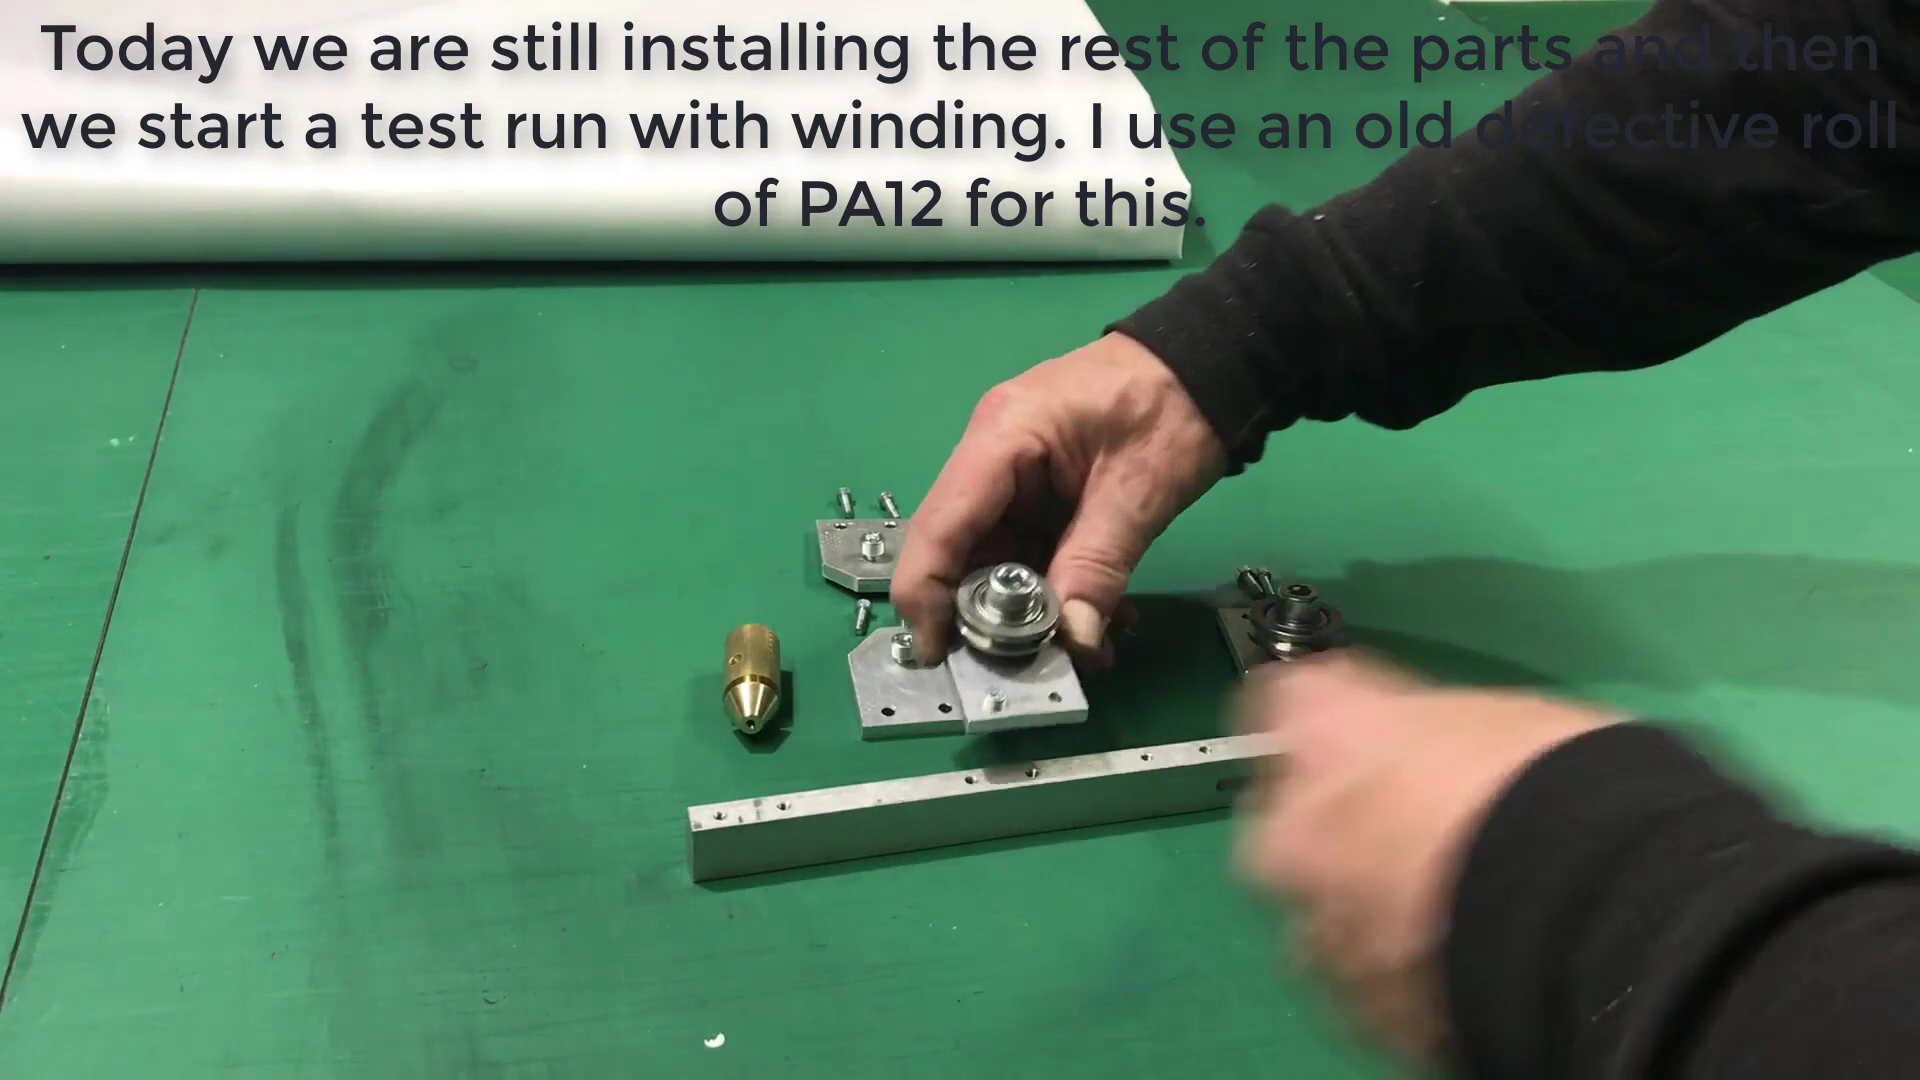 Today we are still installing the rest of the parts and then
we start a test run with winding. I use an old defective roll
of PA12 for this.